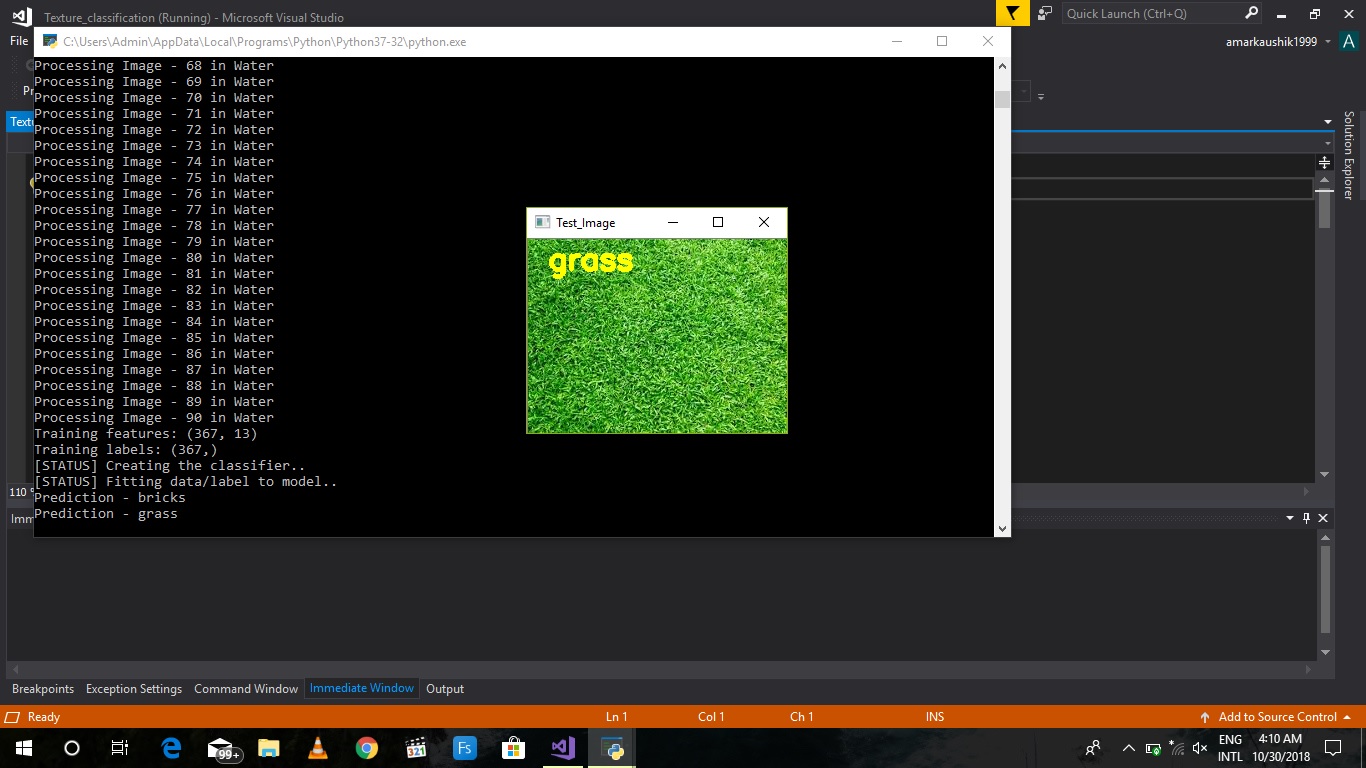 Texture_classification (Running) - Microsoft Visual Studio
Quick Launch (Ctrl+Q)
File
C:\Users\Admin\AppData\Local\Programs\Python\Python37-32\python.exe
amarkaushik1999
A
Processing Image - 68 in Water
Processing Image - 69 in Water
Processing Image - 70 in Water
Processing Image - 71 in Water
Processing Image - 72 in Water
Processing Image - 73 in Water
Processing Image - 74 in Water
Processing Image - 75 in Water
Processing Image - 76 in Water
Processing Image - 77 in Water
Processing Image - 78 in Water
Processing Image - 79 in Water
Processing Image - 80 in Water
Processing Image - 81 in Water
Processing Image - 82 in Water
Processing Image - 83 in Water
Processing Image - 84 in Water
Processing Image - 85 in Water
Processing Image - 86 in Water
Processing Image - 87 in Water
Processing Image - 88 in Water
Processing Image - 89 in Water
Processing Image - 90 in Water
Training features: (367, 13)
Training labels: (367,)
[STATUS] Creating the classifier..
[STATUS] Fitting data/label to model..
Prediction - bricks
Prediction - grass
Test_Image
grass
Solution Explorer
110 %
Breakpoints Exception Settings Command Window Immediate Window Output
Ready Ln 1 Col 1 Ch 1 INS Add to Source Control
99+
321
Fs
ENG
INTL
4:10 AM
10/30/2018